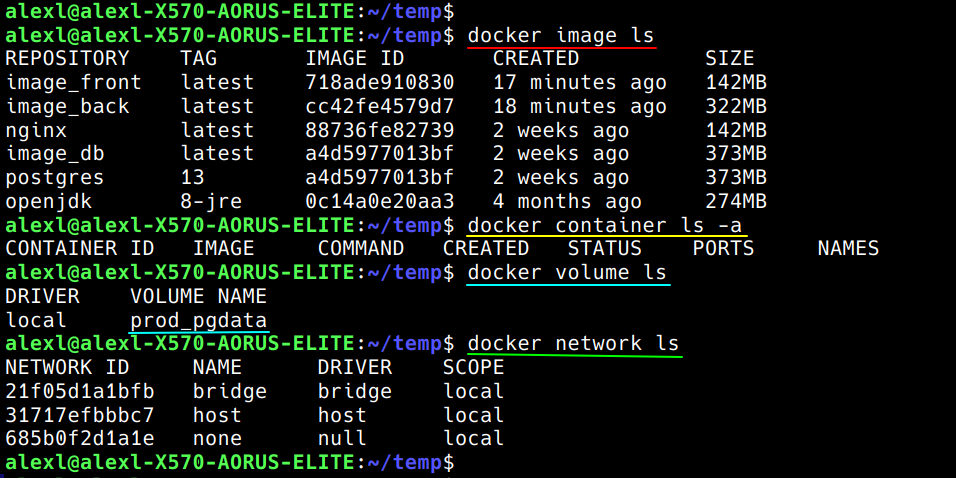 alexl@alexl-X570-AORUS-ELITE:~/temp$
alexl@alexl-X570-AORUS-ELITE:~/temp$ docker image ls
REPOSITORY TAG IMAGE ID CREATED SIZE
image_front latest 718ade910830 17 minutes ago 142MB
image_back latest cc42fe4579d7 18 minutes ago 322MB
nginx latest 88736fe82739 2 weeks ago 142MB
image_db latest a4d5977013bf 2 weeks ago 373MB
postgres 13 a4d5977013bf 2 weeks ago 373MB
openjdk 8-jre 0c14a0e20aa3 4 months ago 274MB
alexl@alexl-X570-AORUS-ELITE:~/temp$ docker container ls -a
CONTAINER ID IMAGE COMMAND CREATED STATUS PORTS NAMES
alexl@alexl-X570-AORUS-ELITE:~/temp$ docker volume ls
DRIVER VOLUME NAME
local prod_pgdata
alexl@alexl-X570-AORUS-ELITE:~/temp$ docker network ls
NETWORK ID NAME DRIVER SCOPE
21f05d1a1bfb bridge bridge local
31717efbbbc7 host host local
685b0f2d1a1e none null local
alexl@alexl-X570-AORUS-ELITE:~/temp$